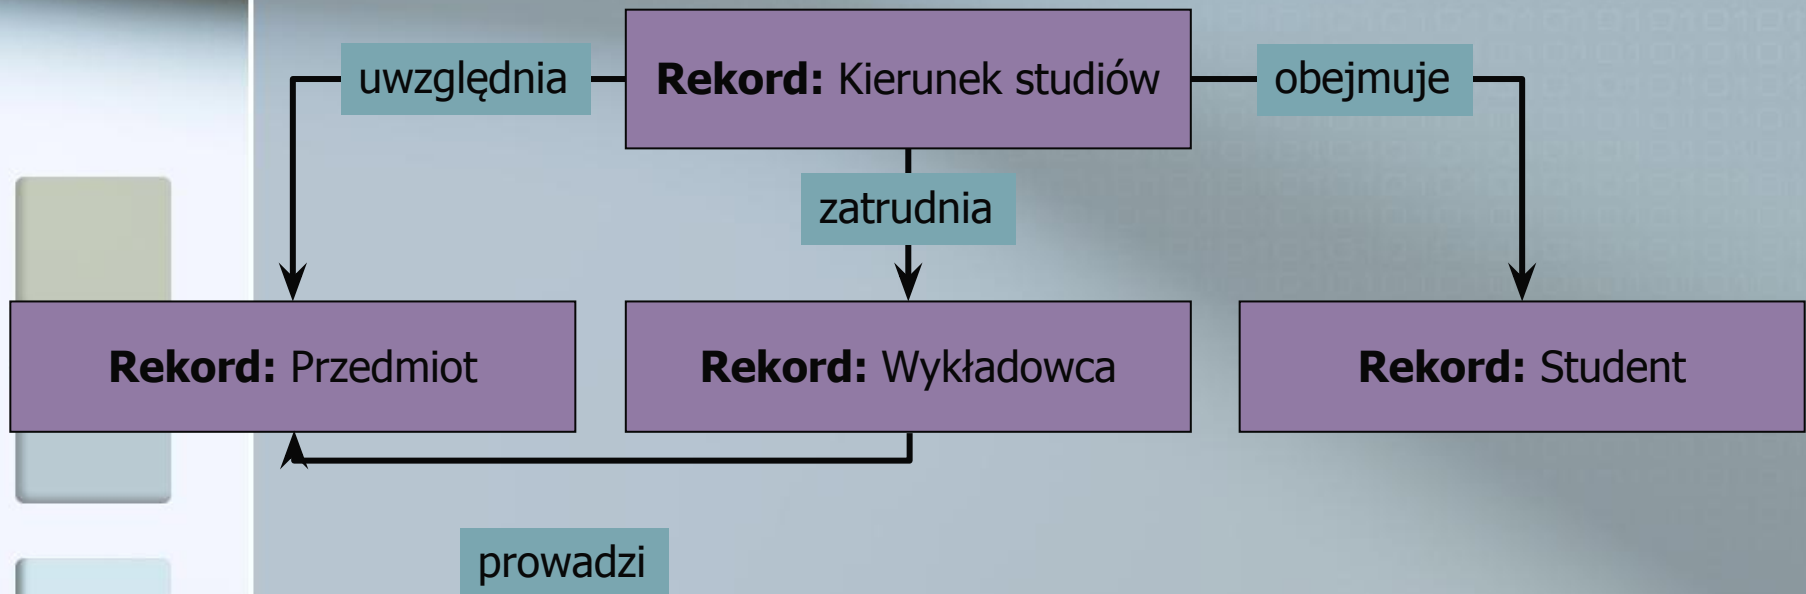 uwzględnia
Rekord: Kierunek studiów
obejmuje
zatrudnia
Rekord: Przedmiot
Rekord: Wykładowca
Rekord: Student
prowadzi